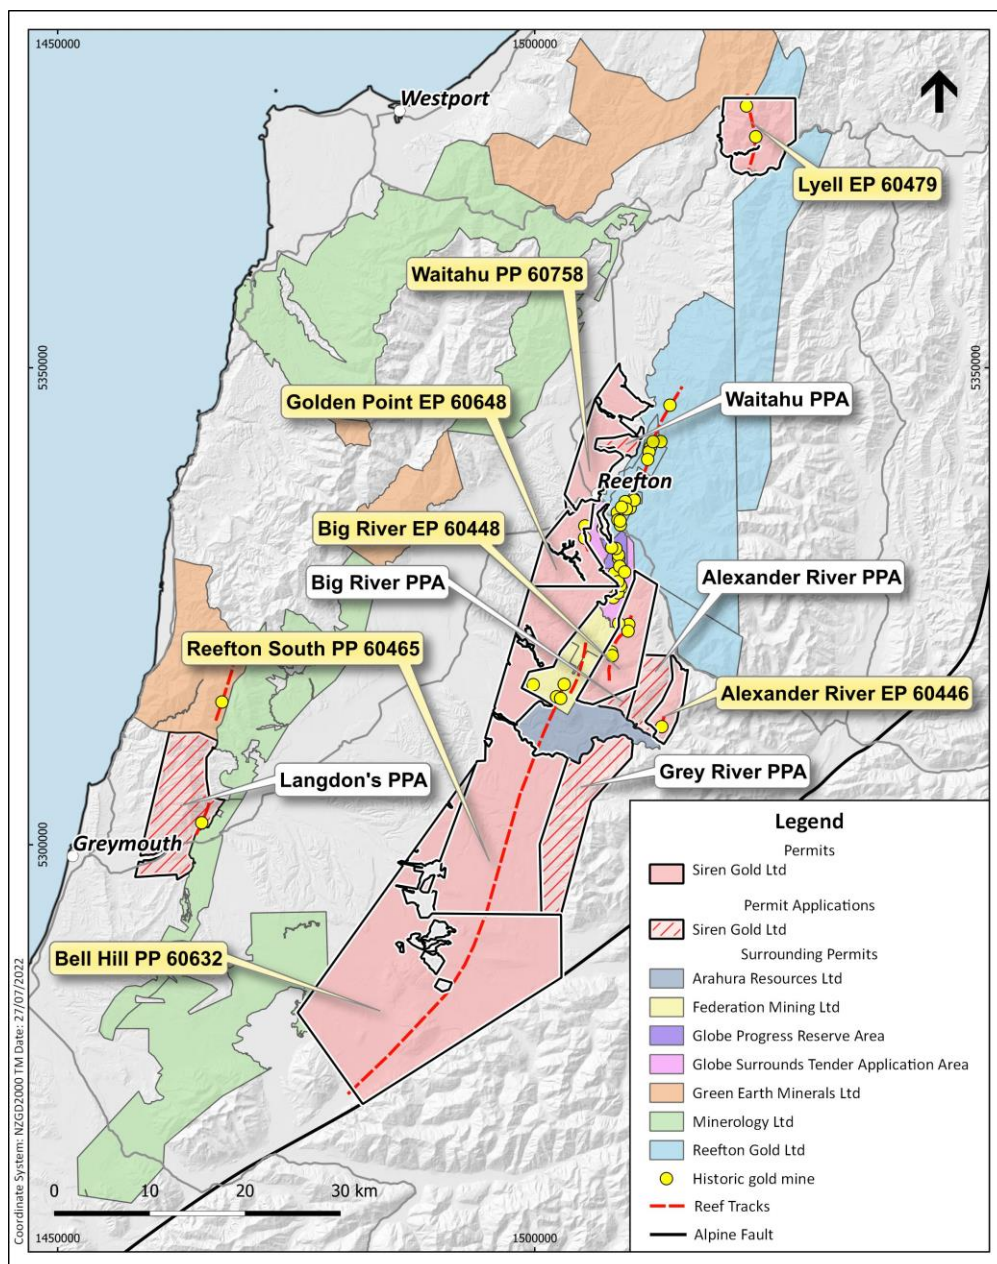 1450000
1500000
Westport
Lyell EP 60479
Waitahu PP 60758
5350000
5350000
Golden Point EP 60648
Waitahu PPA
Reefton
Big River EP 60448
Big River PPA
Alexander River PPA
Reefton South PP 60465
Alexander River EP 60446
Langdon's PPA
Grey River PPA
Greymouth
5300000
5300000
Bell Hill PP 60632
Legend
Permits
Siren Gold Ltd
Permit Applications
Siren Gold Ltd
Surrounding Permits
Arahura Resources Ltd
Federation Mining Ltd
Globe Progress Reserve Area
Globe Surrounds Tender Application Area
Green Earth Minerals Ltd
Minerology Ltd
Reefton Gold Ltd
Historic gold mine
Reef Tracks
Alpine Fault
0 10 20 30 km
Coordinate System: NZGD2000 TM Date: 27/07/2022
1450000
1500000